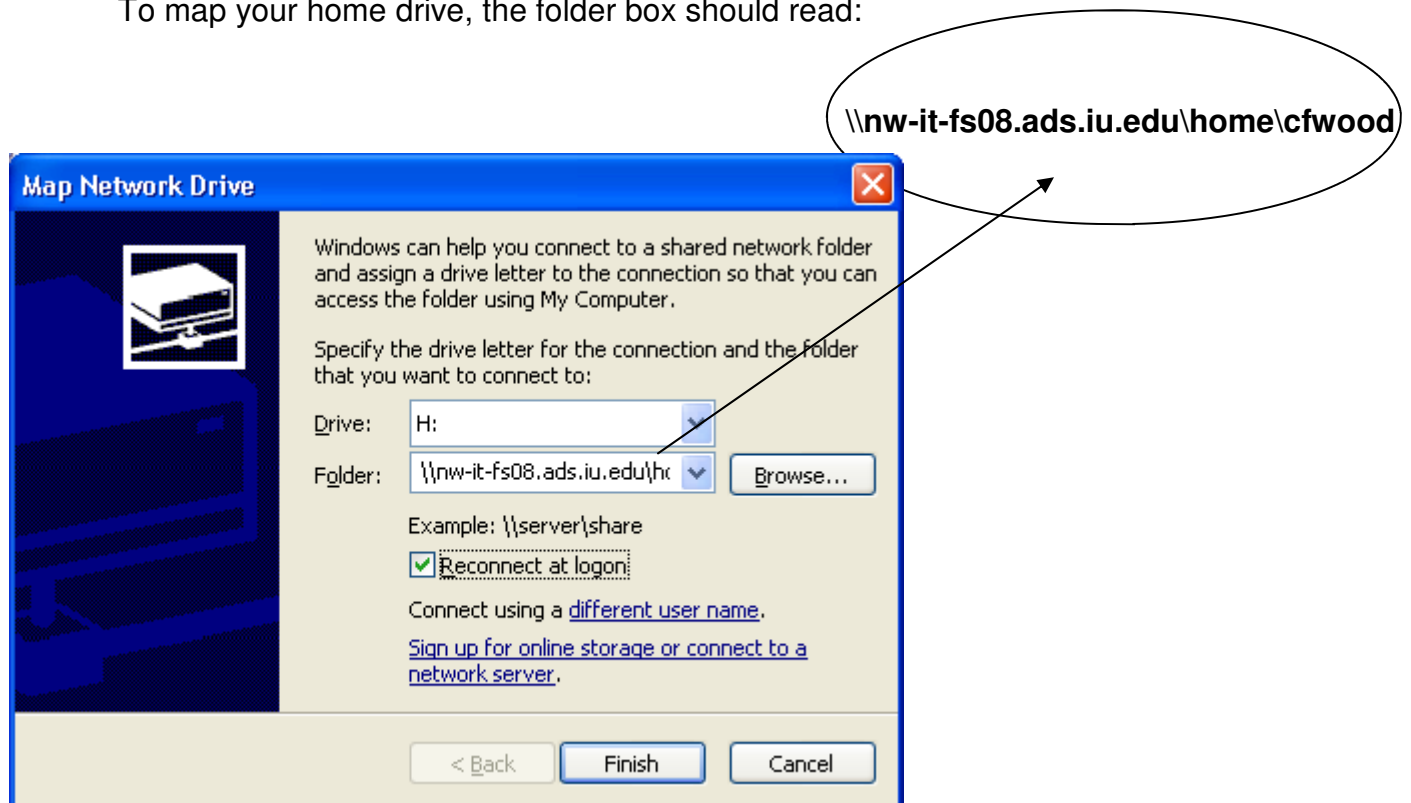 To map your home drive, the folder box should read:
\\nw-it-fs08.ads.iu.edu\home\cfwood
Map Network Drive
Windows can help you connect to a shared network folder
and assign a drive letter to the connection so that you can
access the folder using My Computer.
Specify the drive letter for the connection and the folder
that you want to connect to:
Drive: H:
Folder: \\nw-it-fs08.ads.iu.edu\ho Browse...
Example: \\server\share
Reconnect at logon
Connect using a different user name.
Sign up for online storage or connect to a
network server.
< Back Finish Cancel